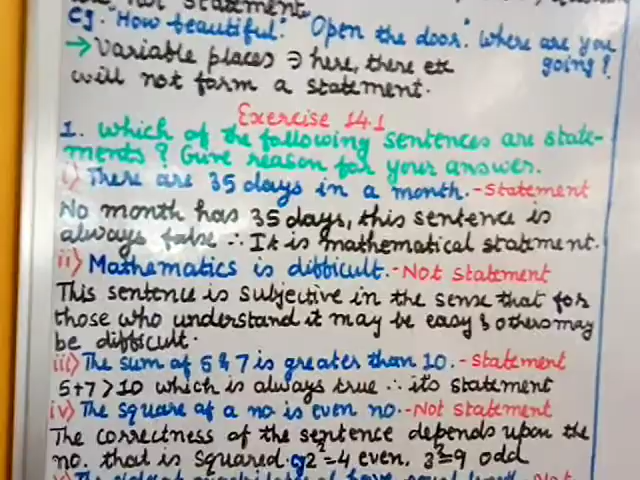 not statement
eg. "How beautiful." "Open the door." Where are you going?
→ Variable places ⇒ here, there etc
will not form a statement.
Exercise 14.1
1. Which of the following sentences are state-
ments? Give reason for your answer.
i) There are 35 days in a month. - Statement
No month has 35 days, this sentence is
always false ∴ It is mathematical statement.
ii) Mathematics is difficult. - Not statement
This sentence is subjective in the sense that for
those who understand it may be easy & others may
be difficult.
iii) The sum of 5 & 7 is greater than 10. - statement
5+7>10 which is always true ∴ its statement
iv) The square of a no is even no. - Not statement
The correctness of the sentence depends upon the
no. that is squared. eg 2²=4 even, 3²=9 odd